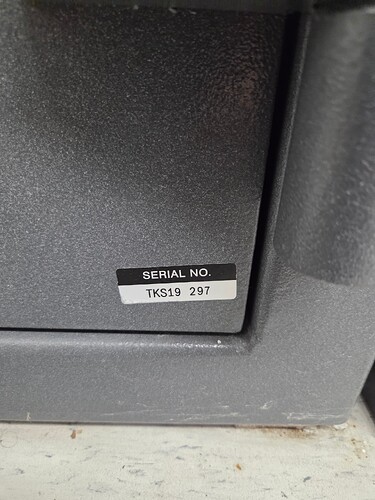 SERIAL NO.
TKS19 297